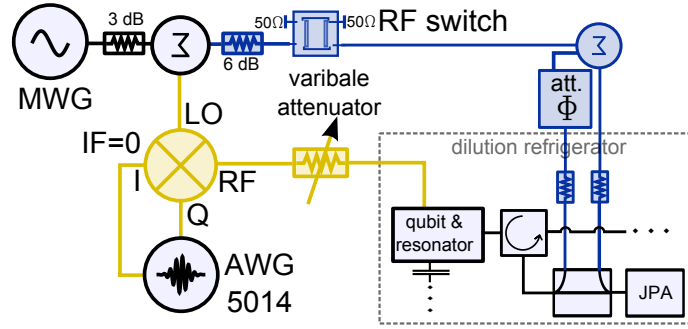 3 dB
50Ω
50Ω
RF switch
Σ
Σ
6 dB
MWG
varibale
attenuator
att.
Φ
LO
IF=0
dilution refrigerator
I
RF
Q
qubit &
resonator
AWG
5014
JPA